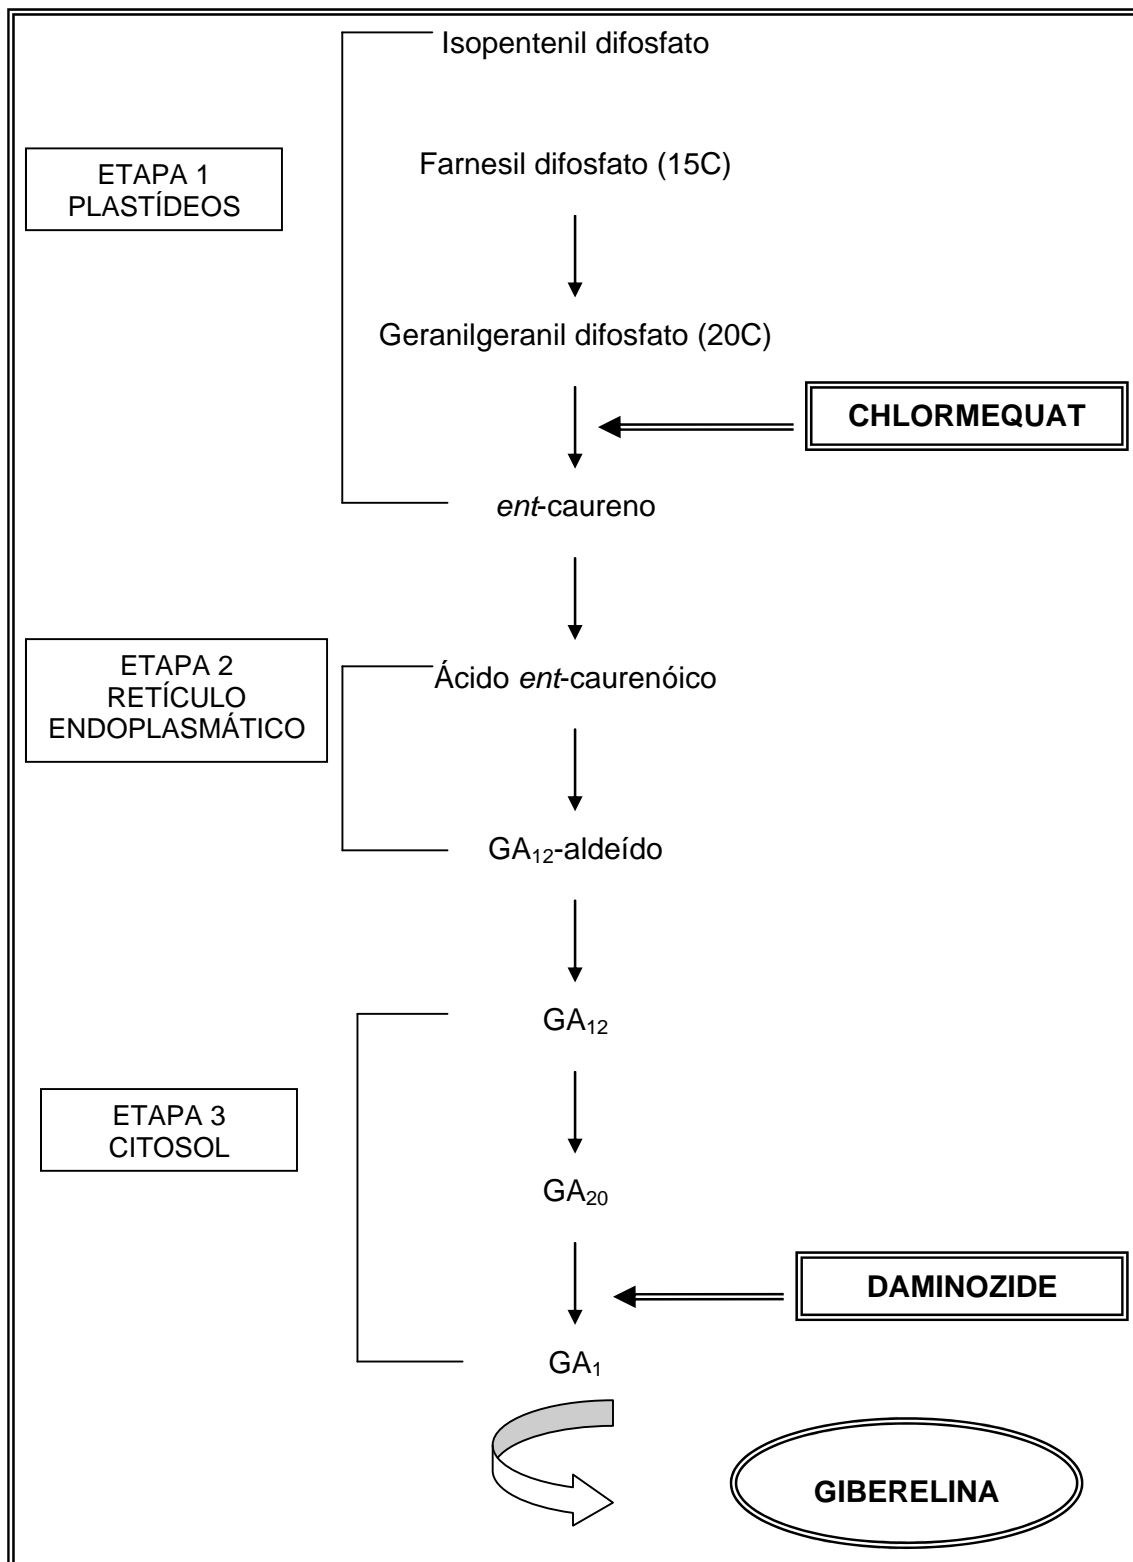 Isopentenil difosfato
ETAPA 1
PLASTÍDEOS
Farnesil difosfato (15C)
Geranilgeranil difosfato (20C)
CHLORMEQUAT
ent-caureno
ETAPA 2
RETÍCULO
ENDOPLASMÁTICO
Ácido ent-caurenóico
GA₁₂-aldeído
GA₁₂
ETAPA 3
CITOSOL
GA₂₀
DAMINOZIDE
GA₁
GIBERELINA